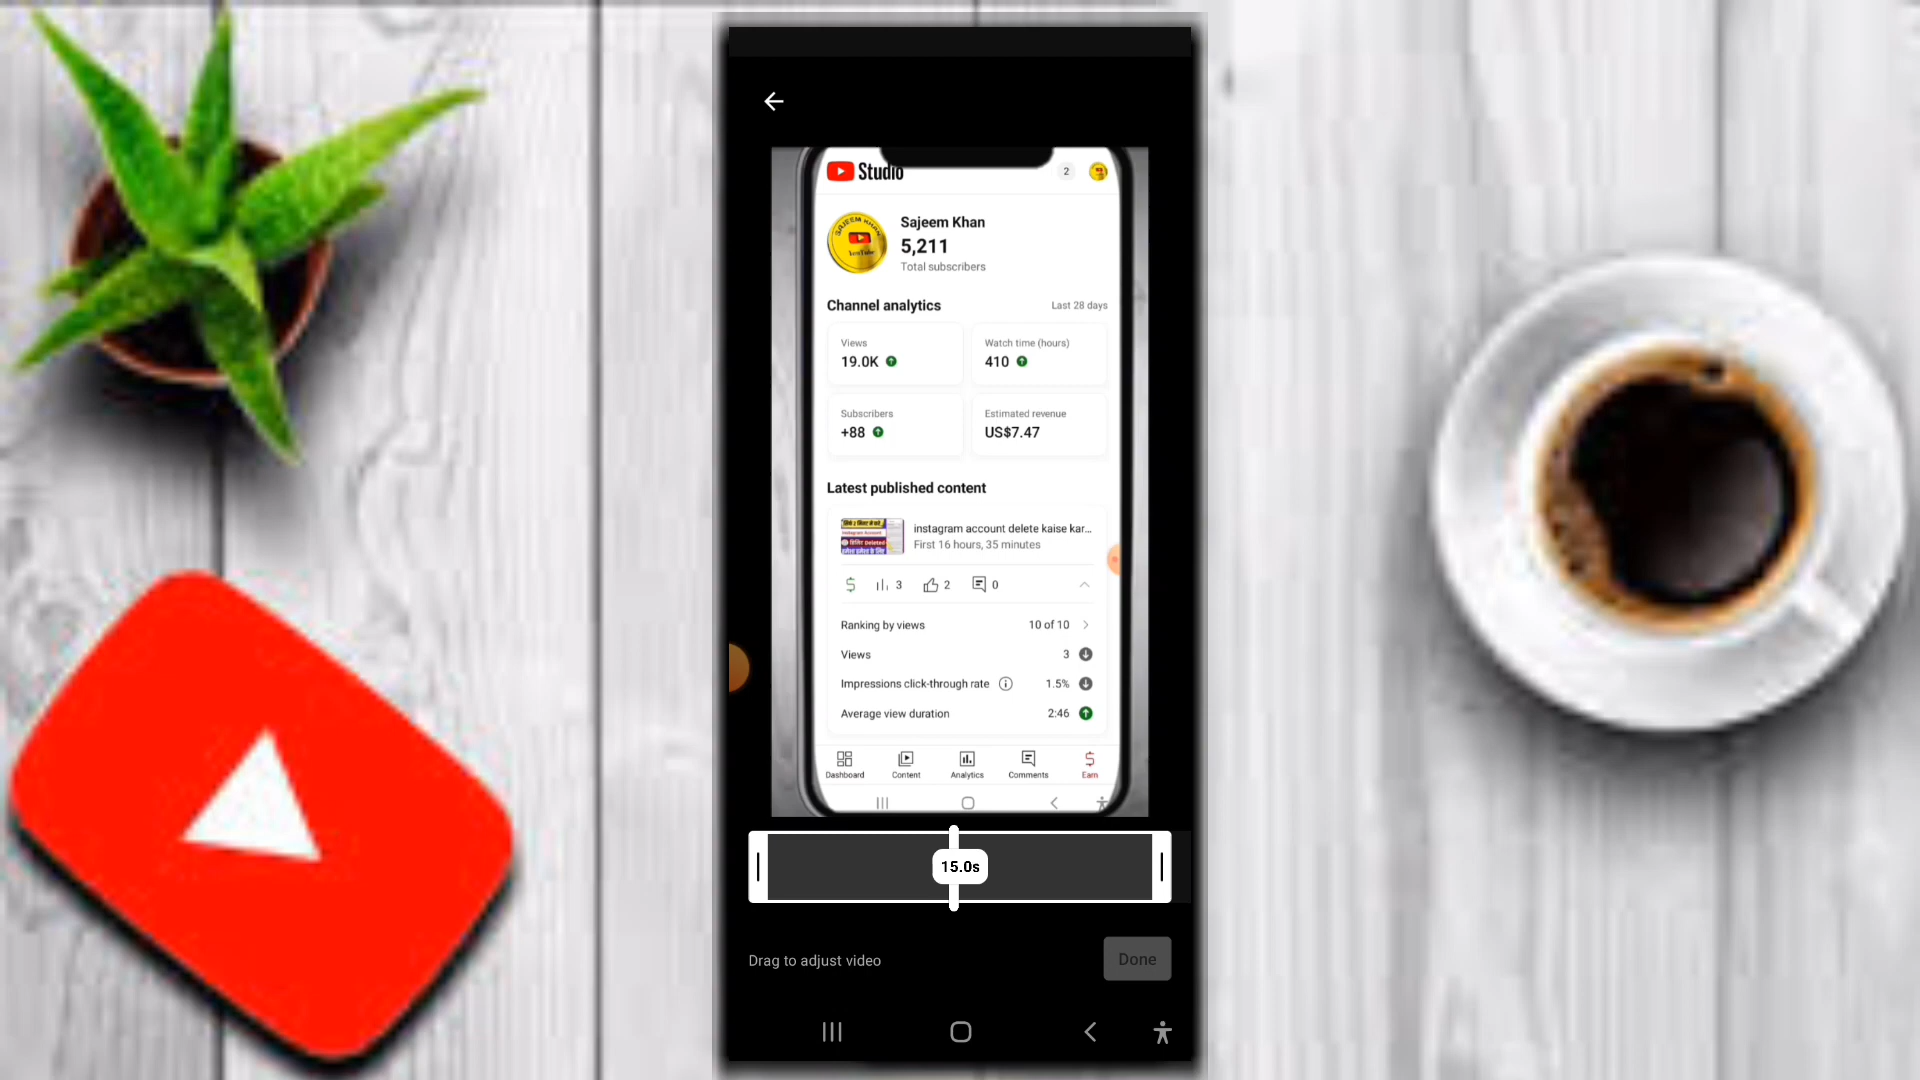 Studio
2
Sajeem Khan
5,211
Total subscribers
SAJEEM KHAN
YouTube
Channel analytics
Last 28 days
Views
19.0K
Watch time (hours)
410
Subscribers
+88
Estimated revenue
US$7.47
Latest published content
instagram account delete kaise kar...
First 16 hours, 35 minutes
$ 3 2 0
Ranking by views
10 of 10
Views
3
Impressions click-through rate
1.5%
Average view duration
2:46
Dashboard
Content
Analytics
Comments
Earn
15.0s
Drag to adjust video
Done